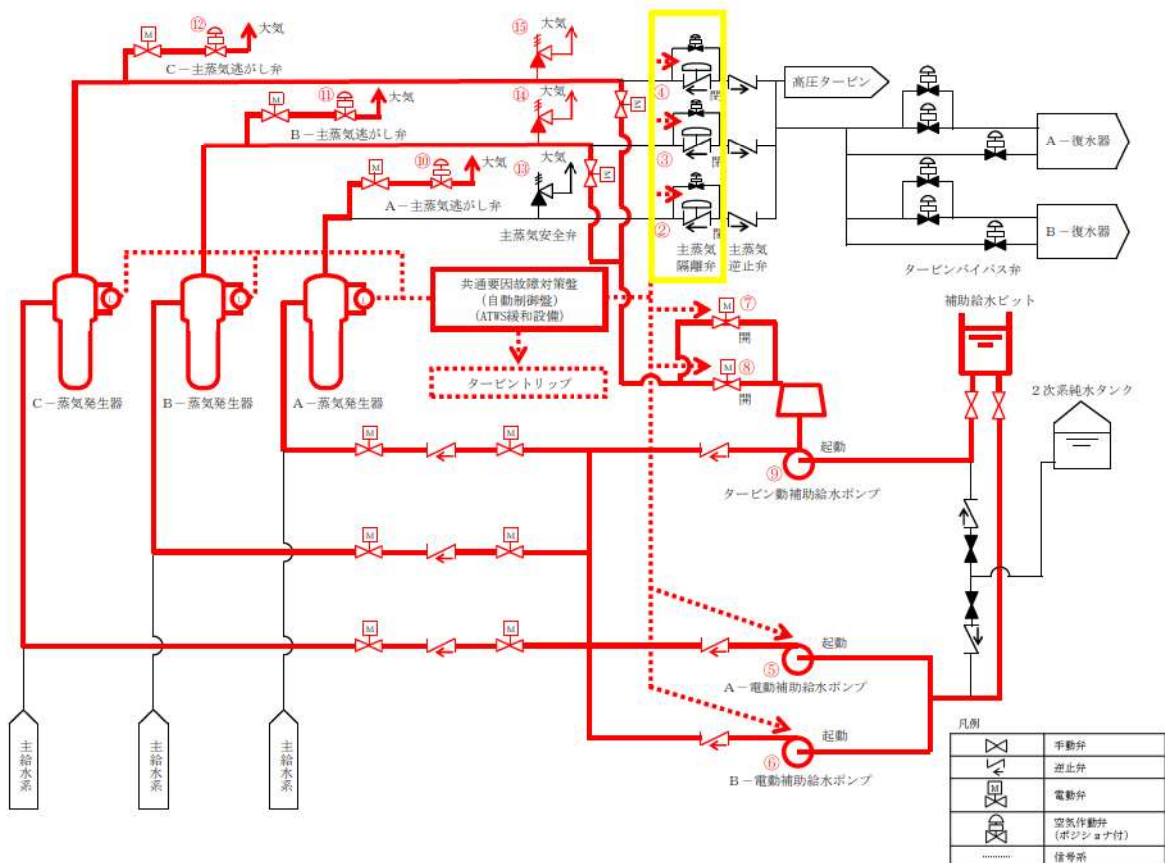 ⑫
大気
M
C－主蒸気逃がし弁
⑮
大気
④
閉
高圧タービン
M
⑪
大気
B－主蒸気逃がし弁
⑭
大気
M
③
閉
A－復水器
M
⑩
大気
A－主蒸気逃がし弁
⑬
大気
M
主蒸気安全弁
②
閉
主蒸気
隔離弁
主蒸気
逆止弁
B－復水器
タービンバイパス弁
共通要因故障対策盤
(自動制御盤)
(ATWS緩和設備)
タービントリップ
L
L
L
C－蒸気発生器
B－蒸気発生器
A－蒸気発生器
M
⑦
開
M
⑧
開
補助給水ピット
2次系純水タンク
M
M
起動
⑨
タービン動補助給水ポンプ
M
M
M
M
起動
⑤
A－電動補助給水ポンプ
起動
⑥
B－電動補助給水ポンプ
主給水系
主給水系
主給水系
凡例
手動弁
逆止弁
M
電動弁
空気作動弁
(ポジショナ付)
信号系